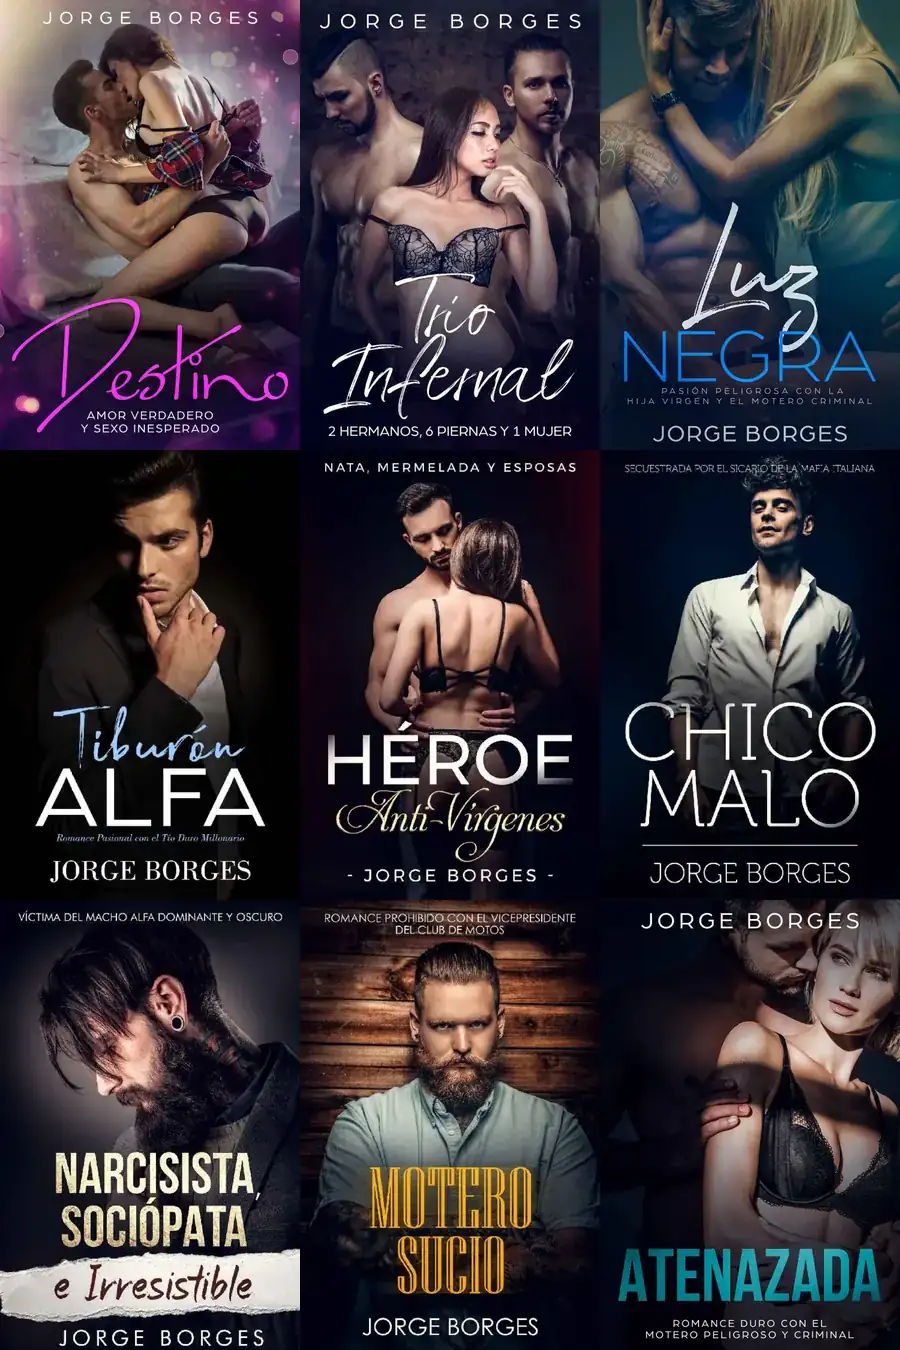 JORGE BORGES
Destino
AMOR VERDADERO
Y SEXO INESPERADO
JORGE BORGES
Trío
Infernal
2 HERMANOS, 6 PIERNAS Y 1 MUJER
Luz
NEGRA
PASIÓN PELIGROSA CON LA
HIJA VIRGEN Y EL MOTERO CRIMINAL
JORGE BORGES
Tiburón
ALFA
Romance Pasional con el Tío Duro Millonario
JORGE BORGES
NATA, MERMELADA Y ESPOSAS
HÉROE
Anti-Vírgenes
- JORGE BORGES -
SECUESTRADA POR EL SICARIO DE LA MAFIA ITALIANA
CHICO
MALO
JORGE BORGES
VÍCTIMA DEL MACHO ALFA DOMINANTE Y OSCURO
NARCISISTA,
SOCIÓPATA
e Irresistible
JORGE BORGES
ROMANCE PROHIBIDO CON EL VICEPRESIDENTE
DEL CLUB DE MOTOS
MOTERO
SUCIO
JORGE BORGES
JORGE BORGES
ATENAZADA
ROMANCE DURO CON EL
MOTERO PELIGROSO Y CRIMINAL